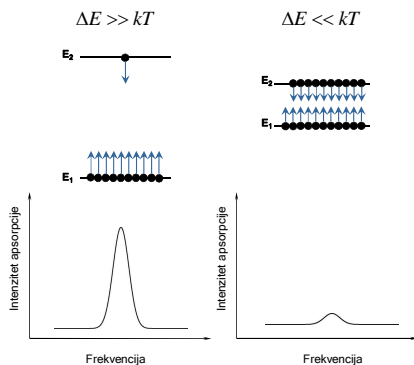 ΔE >> kT
ΔE << kT
E₂
E₁
E₂
E₁
Intenzitet apsorpcije
Frekvencija
Intenzitet apsorpcije
Frekvencija